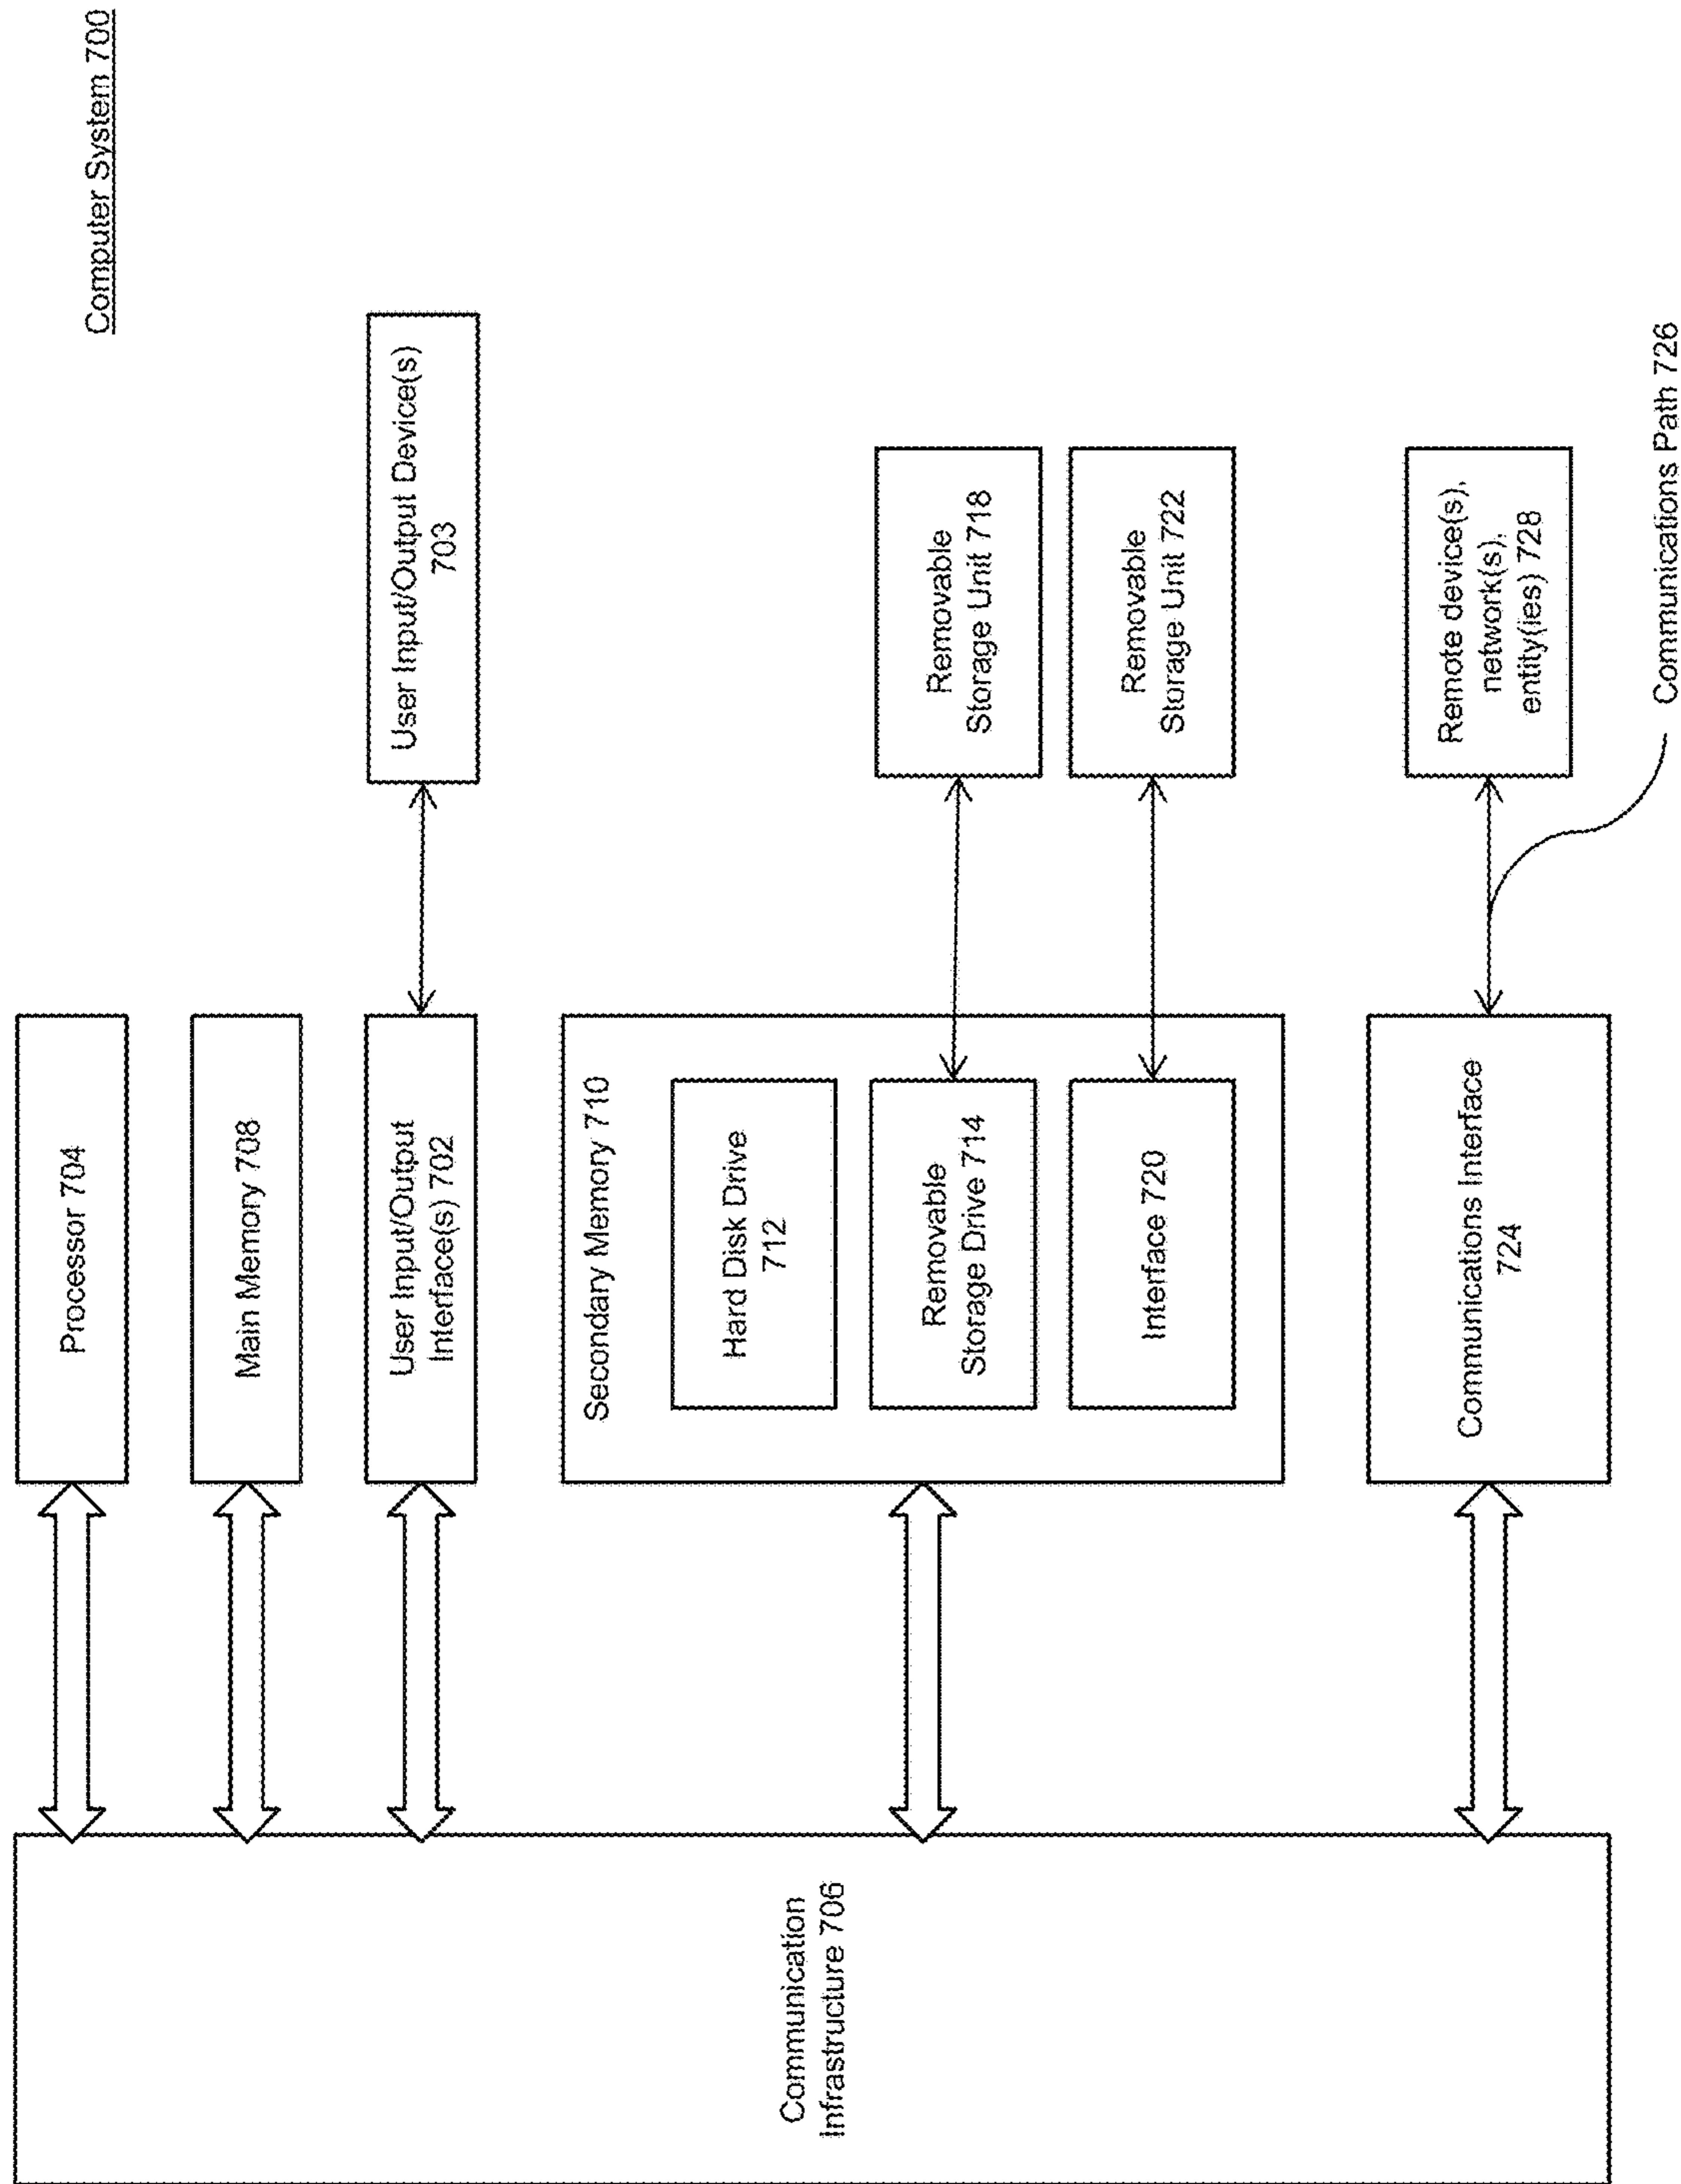 Computer System 700
Processor 704
Main Memory 708
User Input/Output
Interface(s) 702
User Input/Output Device(s)
703
Secondary Memory 710
Hard Disk Drive
712
Removable
Storage Drive 714
Removable
Storage Unit 718
Interface 720
Removable
Storage Unit 722
Communications Interface
724
Remote device(s),
network(s),
entity(ies) 728
Communications Path 726
Communication
Infrastructure 706